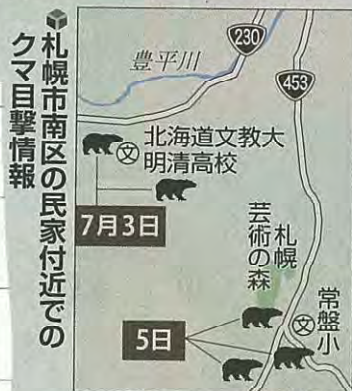 札幌市南区の民家付近での
クマ目撃情報
230
豊平川
453
文
北海道文教大
明清高校
7月3日
札幌
芸術の森
文
常盤小
5日